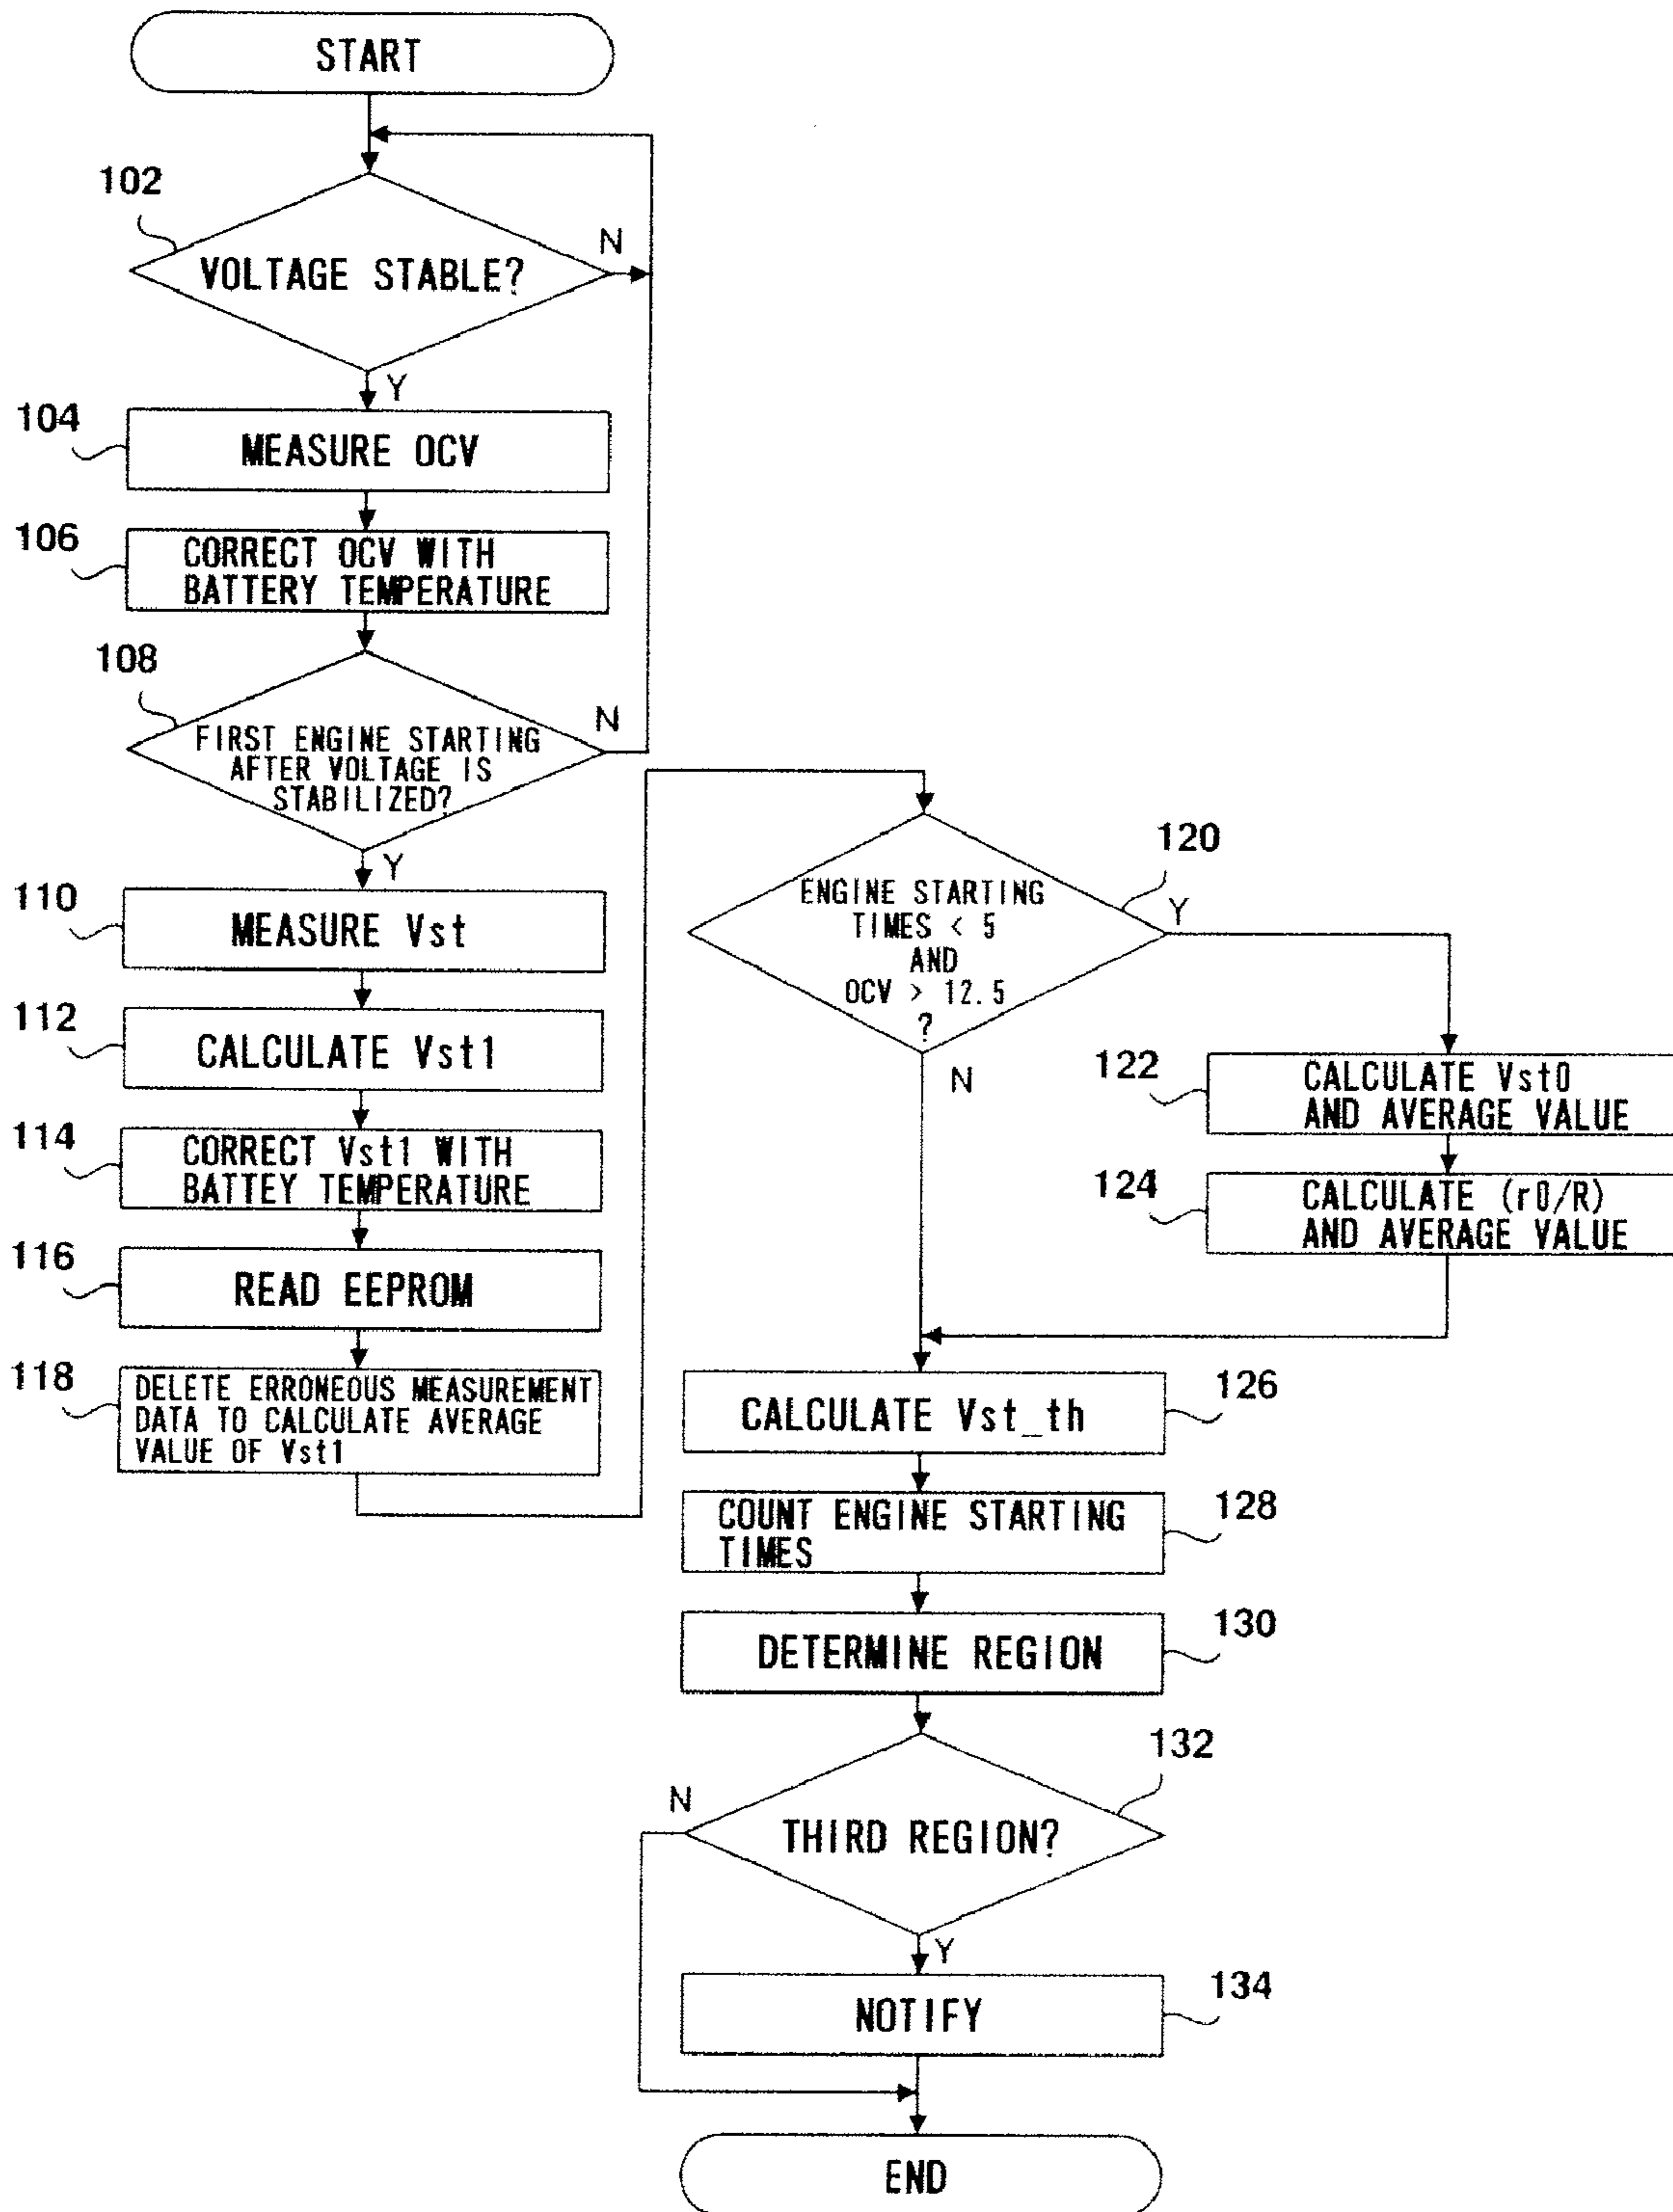 START
102
VOLTAGE STABLE?
N
Y
104
MEASURE OCV
106
CORRECT OCV WITH
BATTERY TEMPERATURE
108
FIRST ENGINE STARTING
AFTER VOLTAGE IS
STABILIZED?
N
Y
110
MEASURE Vst
112
CALCULATE Vst1
114
CORRECT Vst1 WITH
BATTEY TEMPERATURE
116
READ EEPROM
118
DELETE ERRONEOUS MEASUREMENT
DATA TO CALCULATE AVERAGE
VALUE OF Vst1
120
ENGINE STARTING
TIMES < 5
AND
OCV > 12.5
?
Y
N
122
CALCULATE Vst0
AND AVERAGE VALUE
124
CALCULATE (r0/R)
AND AVERAGE VALUE
126
CALCULATE Vst_th
128
COUNT ENGINE STARTING
TIMES
130
DETERMINE REGION
132
THIRD REGION?
N
Y
134
NOTIFY
END